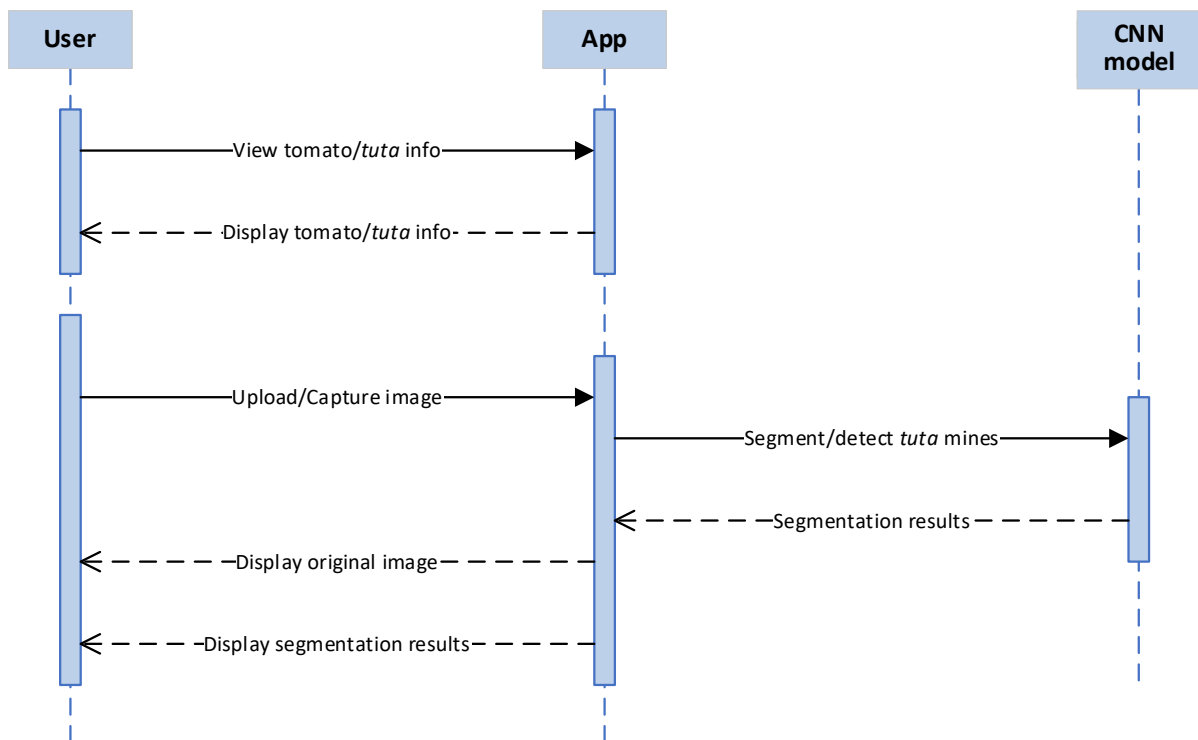 User
App
CNN
model
View tomato/tuta info
Display tomato/tuta info
Upload/Capture image
Segment/detect tuta mines
Segmentation results
Display original image
Display segmentation results